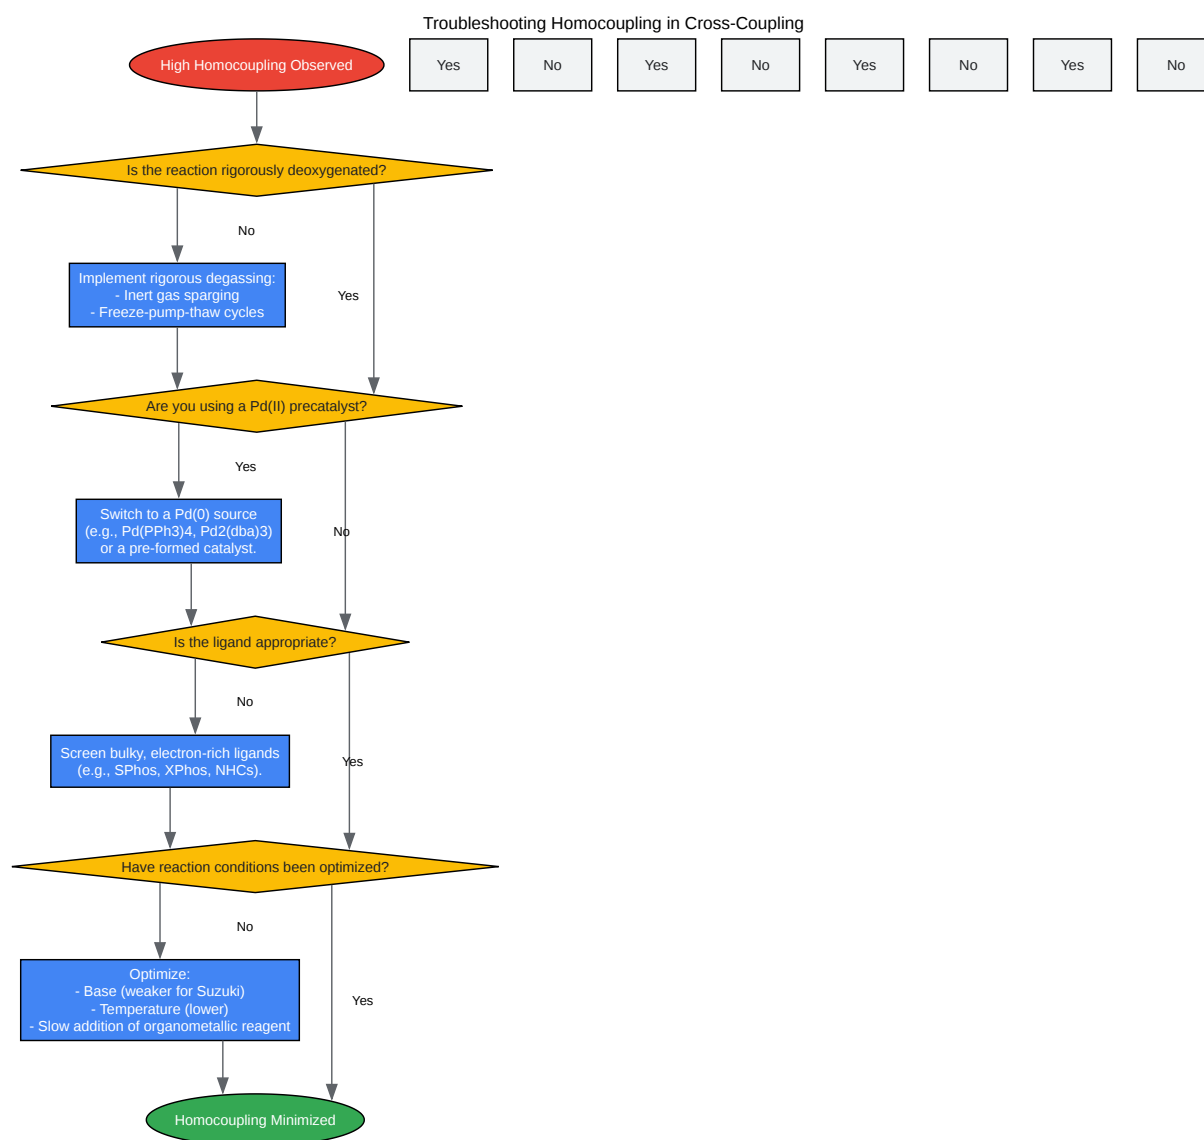 Troubleshooting Homocoupling in Cross-Coupling
High Homocoupling Observed
Yes
No
Yes
No
Yes
No
Yes
No
Is the reaction rigorously deoxygenated?
No
Implement rigorous degassing:
- Inert gas sparging
- Freeze-pump-thaw cycles
Yes
Are you using a Pd(II) precatalyst?
Yes
Switch to a Pd(0) source
(e.g., Pd(PPh3)4, Pd2(dba)3)
or a pre-formed catalyst.
No
Is the ligand appropriate?
No
Screen bulky, electron-rich ligands
(e.g., SPhos, XPhos, NHCs).
Yes
Have reaction conditions been optimized?
No
Optimize:
- Base (weaker for Suzuki)
- Temperature (lower)
- Slow addition of organometallic reagent
Yes
Homocoupling Minimized